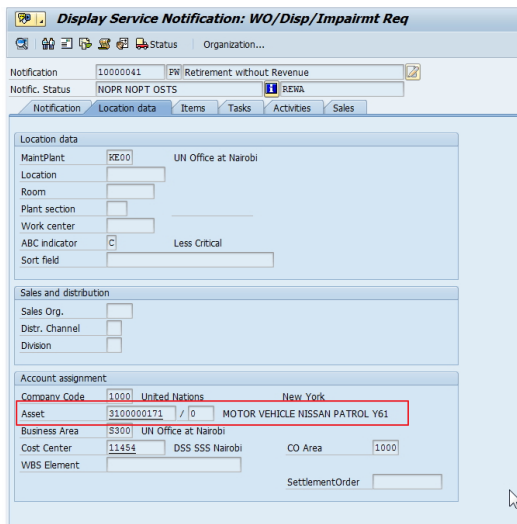 Display Service Notification: WO/Disp/Impairmt Req
Status Organization...
Notification 10000041 PW Retirement without Revenue
Notific. Status NOPR NOPT OSTS REWA
Notification Location data Items Tasks Activities Sales
Location data
MaintPlant KE00 UN Office at Nairobi
Location
Room
Plant section
Work center
ABC indicator C Less Critical
Sort field
Sales and distribution
Sales Org.
Distr. Channel
Division
Account assignment
Company Code 1000 United Nations New York
Asset 3100000171 / 0 MOTOR VEHICLE NISSAN PATROL Y61
Business Area S300 UN Office at Nairobi
Cost Center 11454 DSS SSS Nairobi CO Area 1000
WBS Element
SettlementOrder